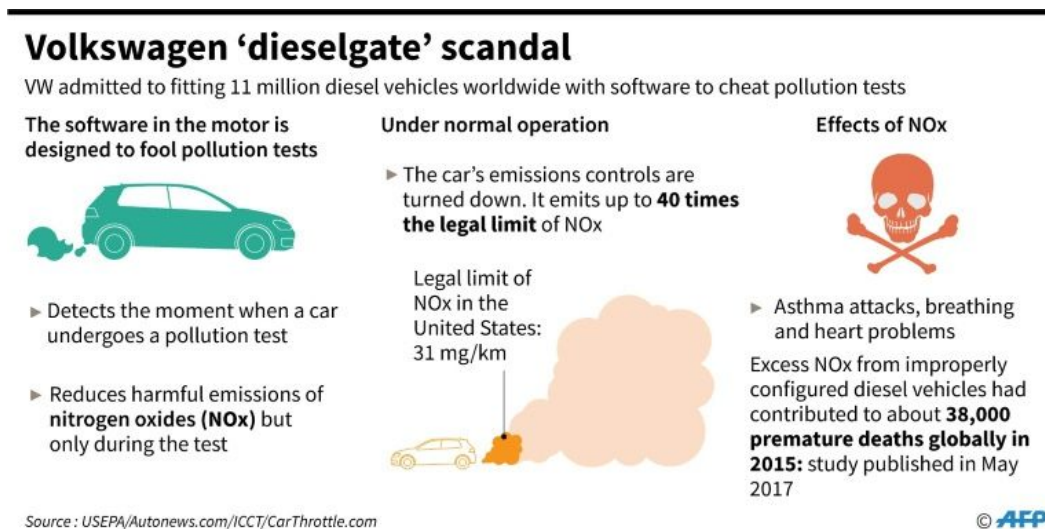 Volkswagen ‘dieselgate’ scandal
VW admitted to fitting 11 million diesel vehicles worldwide with software to cheat pollution tests
The software in the motor is
designed to fool pollution tests
▶ Detects the moment when a car
undergoes a pollution test
▶ Reduces harmful emissions of
nitrogen oxides (NOx) but
only during the test
Under normal operation
▶ The car’s emissions controls are
turned down. It emits up to 40 times
the legal limit of NOx
Legal limit of
NOx in the
United States:
31 mg/km
Effects of NOx
▶ Asthma attacks, breathing
and heart problems
Excess NOx from improperly
configured diesel vehicles had
contributed to about 38,000
premature deaths globally in
2015: study published in May
2017
Source : USEPA/Autonews.com/ICCT/CarThrottle.com
© AFP